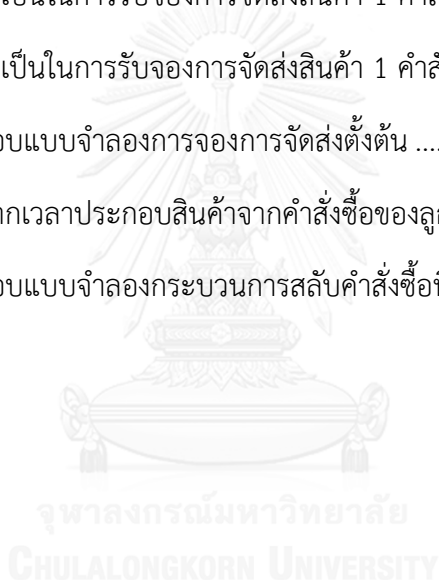 เป็นในการรับจองการจัดส่งสินค้า 1
เป็นในการรับจองการจัดส่งสินค้า 1 คำ
อบแบบจำลองการจองการจัดส่งตั้งต้น ....
ากเวลาประกอบสินค้าจากคำสั่งซื้อของลูก
อบแบบจำลองกระบวนการสลับคำสั่งซื้อ
จุฬาลงกรณ์มหาวิทยาลัย
CHULALONGKORN UNIVERSITY